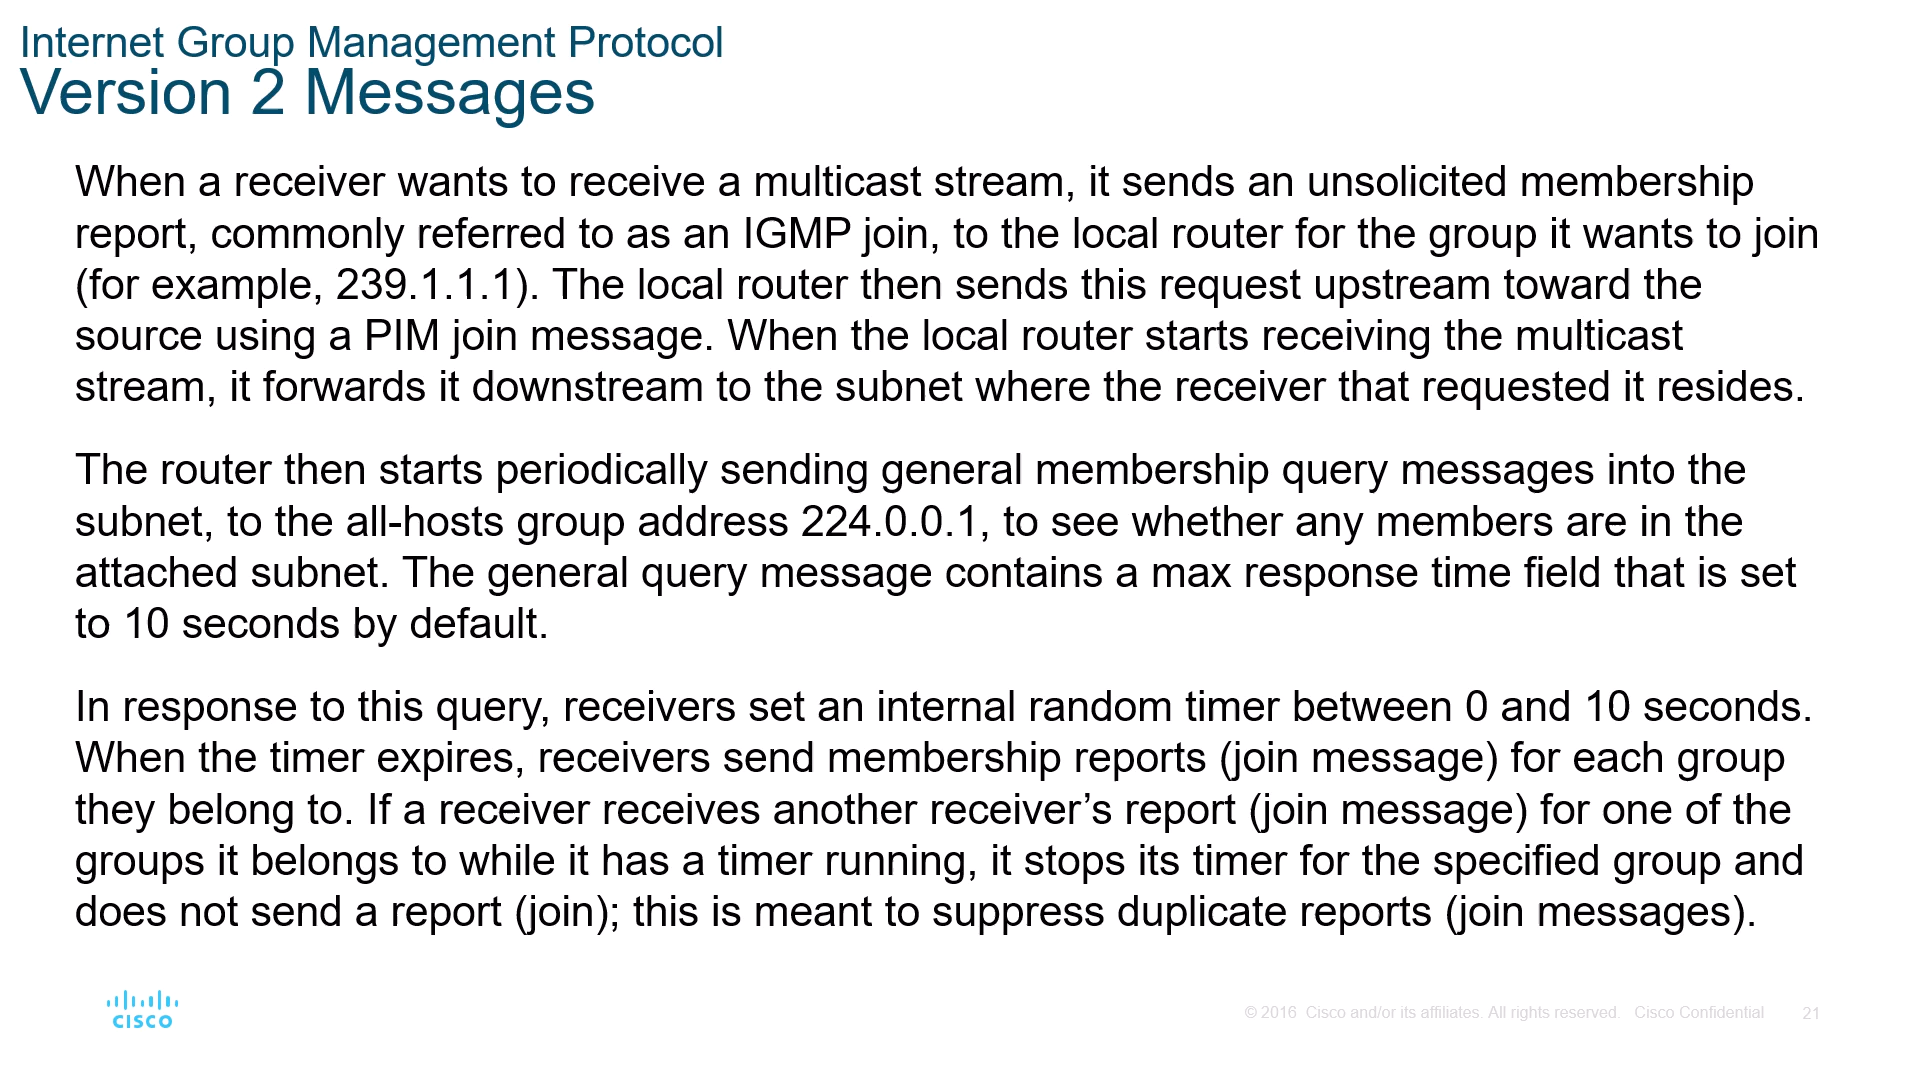 Internet Group Management Protocol
Version 2 Messages
When a receiver wants to receive a multicast stream, it sends an unsolicited membership
report, commonly referred to as an IGMP join, to the local router for the group it wants to join
(for example, 239.1.1.1). The local router then sends this request upstream toward the
source using a PIM join message. When the local router starts receiving the multicast
stream, it forwards it downstream to the subnet where the receiver that requested it resides.
The router then starts periodically sending general membership query messages into the
subnet, to the all-hosts group address 224.0.0.1, to see whether any members are in the
attached subnet. The general query message contains a max response time field that is set
to 10 seconds by default.
In response to this query, receivers set an internal random timer between 0 and 10 seconds.
When the timer expires, receivers send membership reports (join message) for each group
they belong to. If a receiver receives another receiver’s report (join message) for one of the
groups it belongs to while it has a timer running, it stops its timer for the specified group and
does not send a report (join); this is meant to suppress duplicate reports (join messages).
CISCO
© 2016 Cisco and/or its affiliates. All rights reserved. Cisco Confidential 21